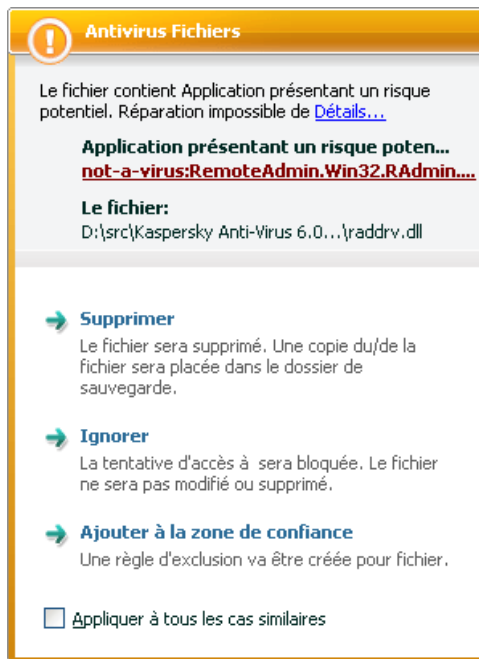 Antivirus Fichiers
Le fichier contient Application présentant un risque
potentiel. Réparation impossible de Détails...
Application présentant un risque poten...
not-a-virus:RemoteAdmin.Win32.RAdmin....
Le fichier:
D:\src\Kaspersky Anti-Virus 6.0...\raddrv.dll
Supprimer
Le fichier sera supprimé. Une copie du/de la
fichier sera placée dans le dossier de
sauvegarde.
Ignorer
La tentative d'accès à  sera bloquée. Le fichier
ne sera pas modifié ou supprimé.
Ajouter à la zone de confiance
Une règle d'exclusion va être créée pour fichier.
Appliquer à tous les cas similaires